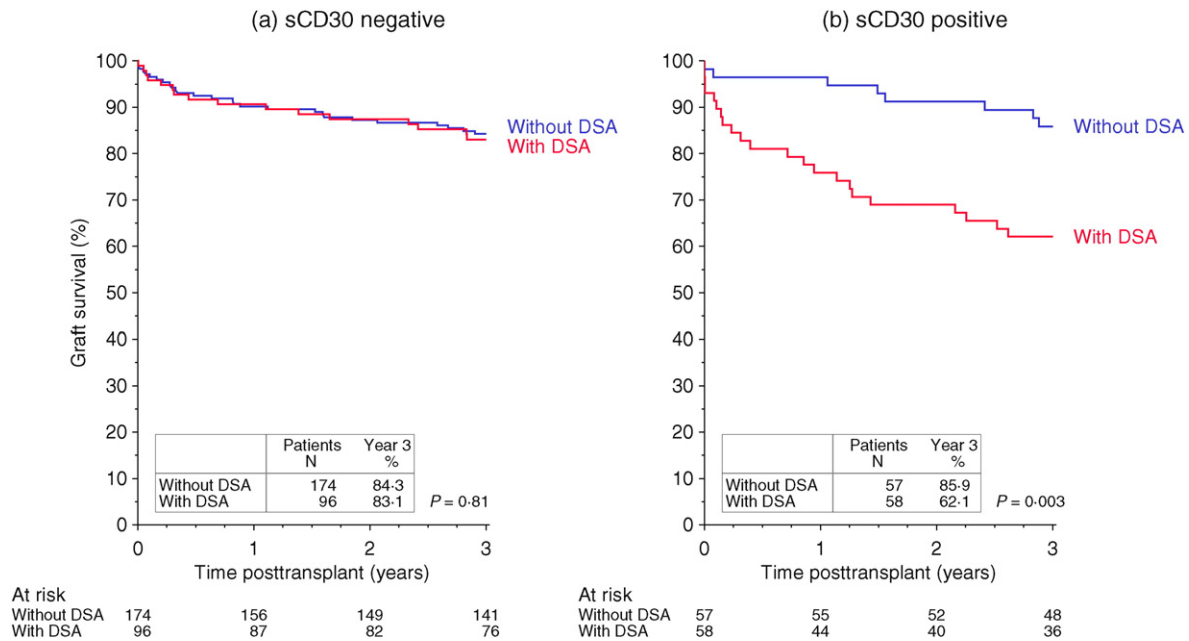 (a) sCD30 negative
100
90
80
70
60
50
40
30
20
10
0
Graft survival (%)
Without DSA
With DSA
Patients Year 3
N %
Without DSA 174 84·3
With DSA 96 83·1
P = 0·81
0 1 2 3
Time posttransplant (years)
At risk
Without DSA 174 156 149 141
With DSA 96 87 82 76
(b) sCD30 positive
100
90
80
70
60
50
40
30
20
10
0
Without DSA
With DSA
Patients Year 3
N %
Without DSA 57 85·9
With DSA 58 62·1
P = 0·003
0 1 2 3
Time posttransplant (years)
At risk
Without DSA 57 55 52 48
With DSA 58 44 40 36